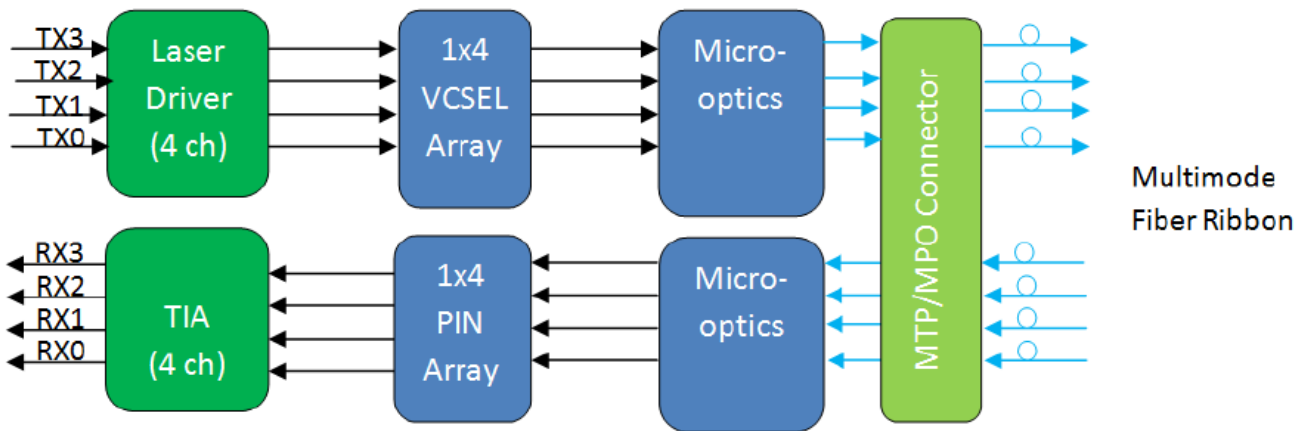 TX3
TX2
TX1
TX0
Laser
Driver
(4 ch)
1x4
VCSEL
Array
Micro-
optics
MTP/MPO Connector
Multimode
Fiber Ribbon
RX3
RX2
RX1
RX0
TIA
(4 ch)
1x4
PIN
Array
Micro-
optics